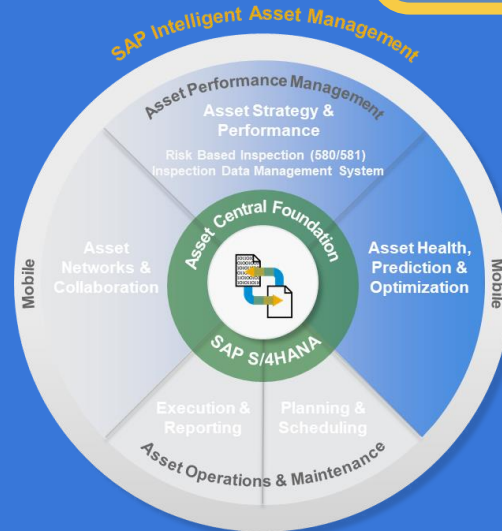 SAP Intelligent Asset Management
Asset Performance Management
Asset Strategy &
Performance
Risk Based Inspection (580/581)
Inspection Data Management System
Asset Central Foundation
Asset
Networks &
Collaboration
Asset Health,
Prediction &
Optimization
Mobile
Mobile
SAP S/4HANA
Execution &
Reporting
Planning &
Scheduling
Asset Operations & Maintenance